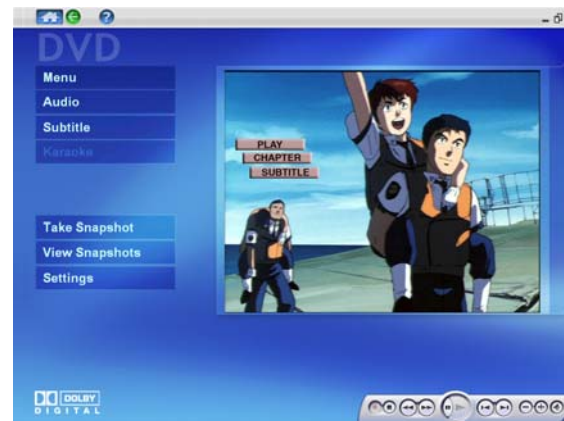 DVD
Menu
Audio
Subtitle
Karaoke
PLAY
CHAPTER
SUBTITLE
Take Snapshot
View Snapshots
Settings
DOLBY
DIGITAL